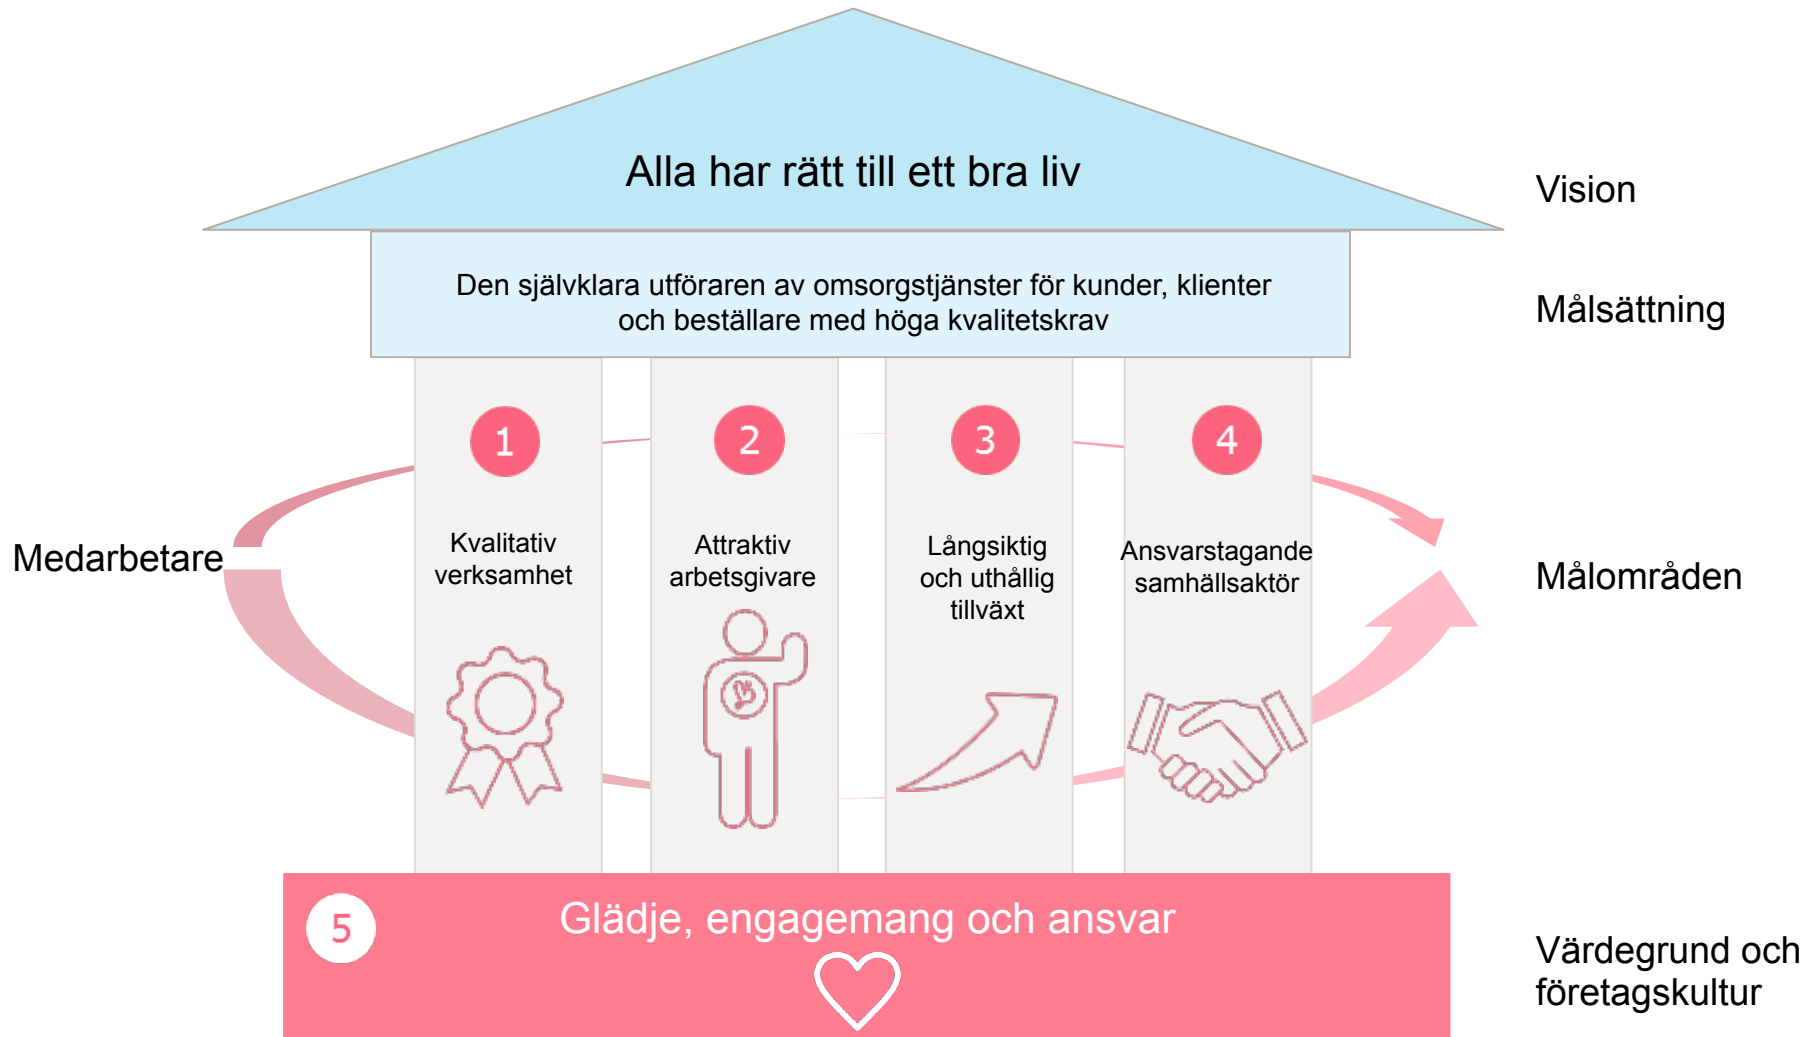 Alla har rätt till ett bra liv
Vision
Den självklara utföraren av omsorgstjänster för kunder, klienter
och beställare med höga kvalitetskrav
Målsättning
1
2
3
4
Medarbetare
Kvalitativ
verksamhet
Attraktiv
arbetsgivare
Långsiktig
och uthållig
tillväxt
Ansvarstagande
samhällsaktör
Målområden
5
Glädje, engagemang och ansvar
Värdegrund och
företagskultur